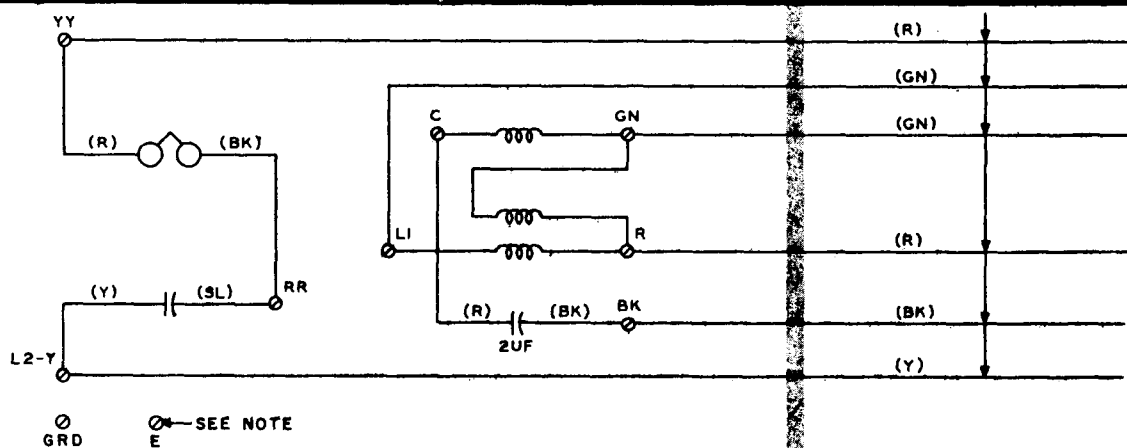 YY
(R)
(GN)
C
GN
(GN)
(R)
(BK)
L1
R
(R)
(Y)
(SL)
RR
(R)
(BK)
BK
(BK)
2UF
L2-Y
(Y)
GRD
E
SEE NOTE